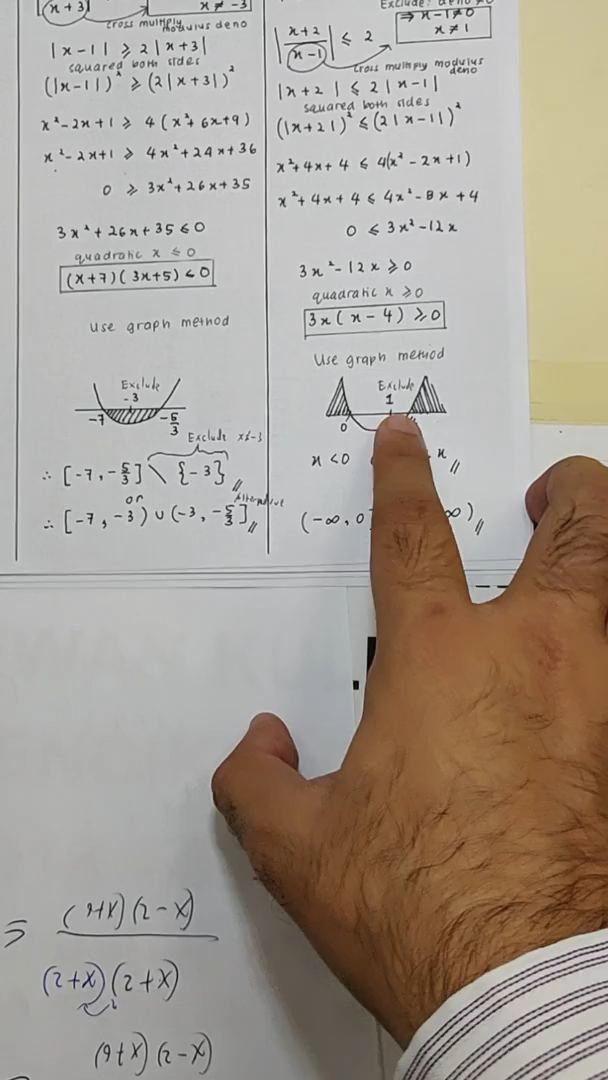 x + 3
x ≠ -3
cross multiply modulus deno
|x-1| ≥ 2|x+3|
squared both sides
(|x-1|)² ≥ (2|x+3|)²
x²-2x+1 ≥ 4(x²+6x+9)
x²-2x+1 ≥ 4x²+24x+36
0 ≥ 3x²+26x+35
3x²+26x+35 ≤ 0
quadratic x ≤ 0
(x+7)(3x+5) ≤ 0
Use graph method
Exclude
-3
-7
-5/3
Exclude x≠-3
∴ [-7, -5/3] \ {-3}
or
Alternative
∴ [-7, -3) ∪ (-3, -5/3]
Exclude: deno ≠ 0
⇒ x-1≠0
x≠1
|x+2/x-1| ≤ 2
cross multiply modulus deno
|x+2| ≤ 2|x-1|
squared both sides
(|x+2|)² ≤ (2|x-1|)²
x²+4x+4 ≤ 4(x²-2x+1)
x²+4x+4 ≤ 4x²-8x+4
0 ≤ 3x²-12x
3x²-12x ≥ 0
quadratic x ≥ 0
3x(x-4) ≥ 0
Use graph method
Exclude
1
0
x < 0
x
(-∞, 0
∞)
= (x-2)(x+
(x+2)(x+2)
(x-2)(x+